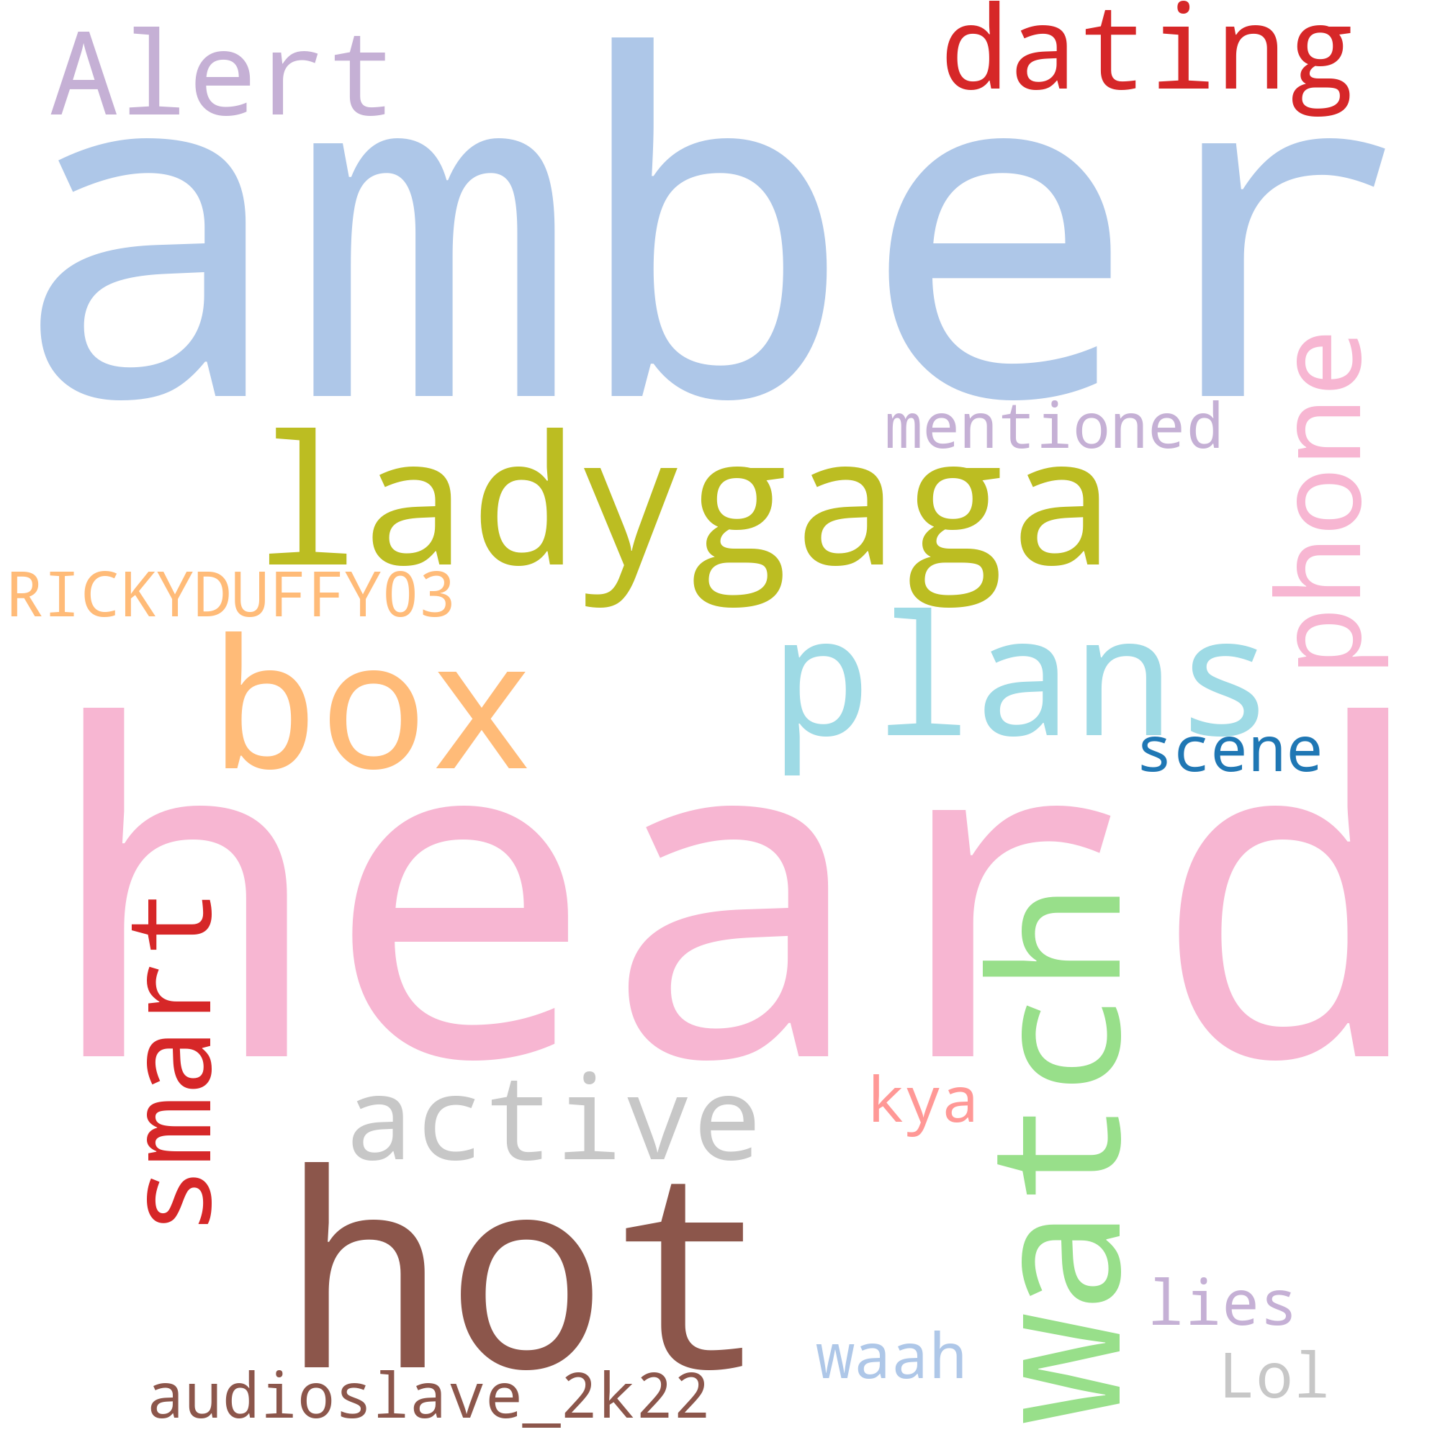 Alert
dating
amber
mentioned
phone
ladygaga
RICKYDUFFY03
box
plans
scene
heard
smart
watch
active
kya
hot
lies
waah
Lol
audioslave_2k22